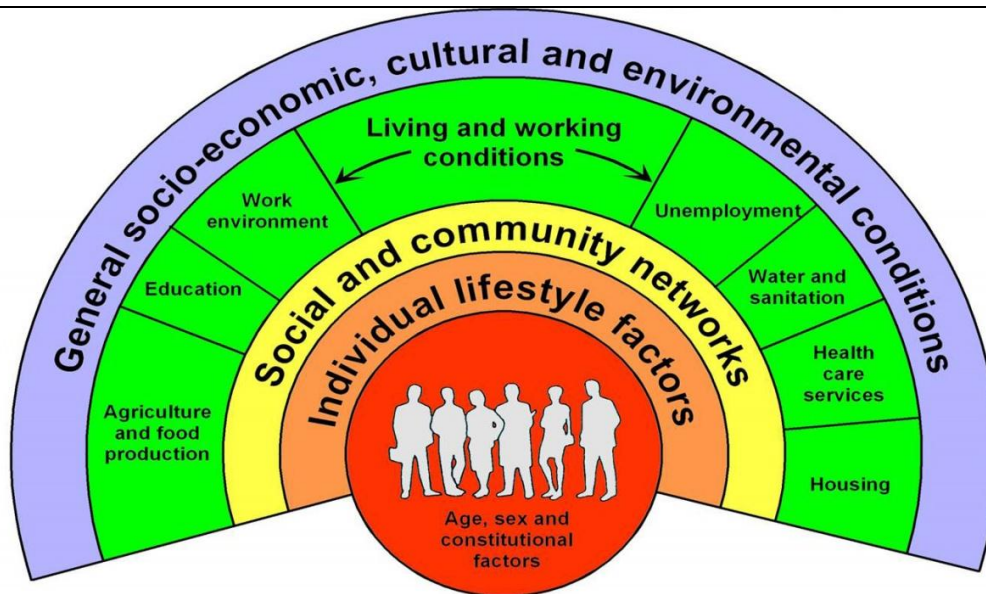 General socio-economic, cultural and environmental conditions
Living and working
conditions
Work
environment
Education
Agriculture
and food
production
Unemployment
Water and
sanitation
Health
care
services
Housing
Social and community networks
Individual lifestyle factors
Age, sex and
constitutional
factors